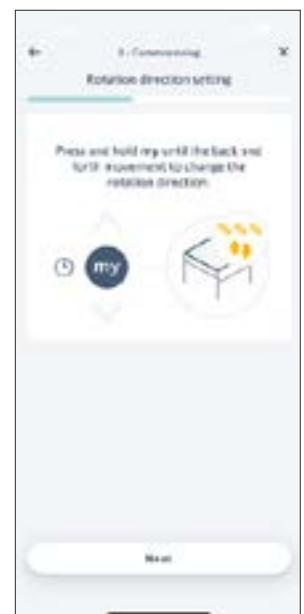 3 - Commissioning
Rotation direction setting
Press and hold my until the back and
forth movement to change the
rotation direction
my
Next